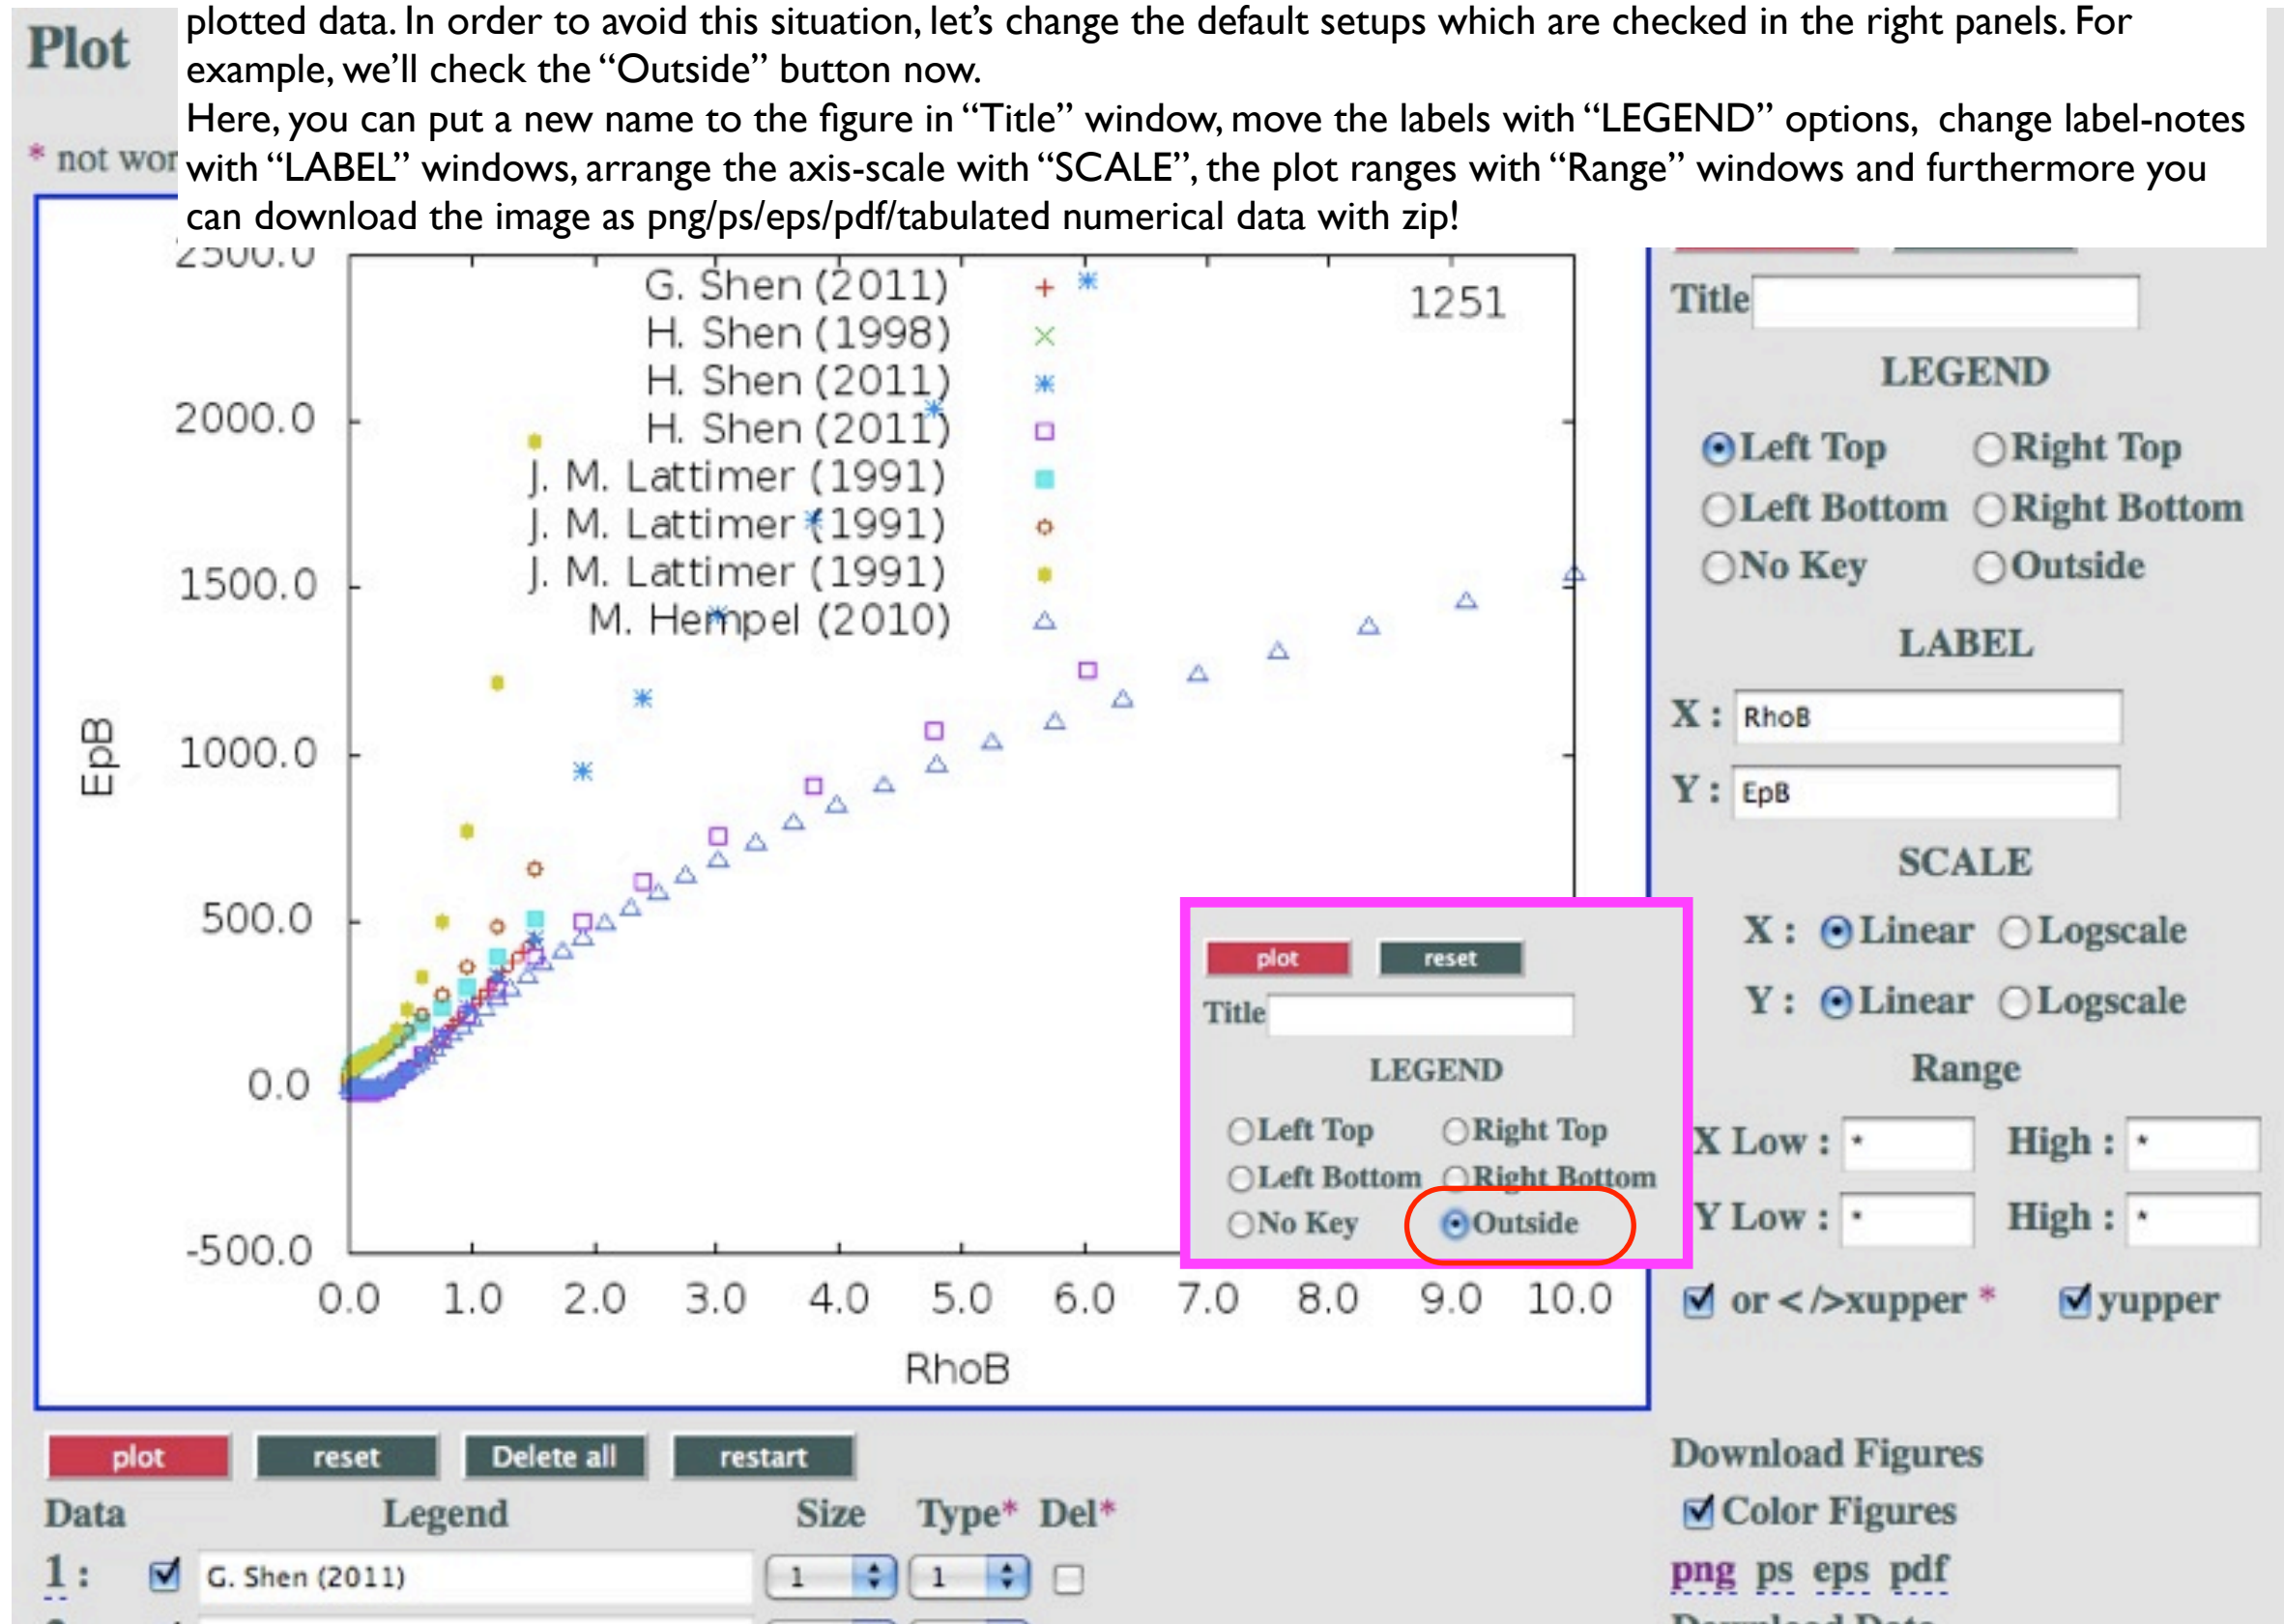 plotted data. In order to avoid this situation, let's change the default setups which are checked in the right panels. For
example, we'll check the “Outside” button now.
Here, you can put a new name to the figure in “Title” window, move the labels with “LEGEND” options, change label-notes
with “LABEL” windows, arrange the axis-scale with “SCALE”, the plot ranges with “Range” windows and furthermore you
can download the image as png/ps/eps/pdf/tabulated numerical data with zip!
Plot
* not wor
2500.0
2000.0
1500.0
1000.0
500.0
0.0
-500.0
EpB
G. Shen (2011)
H. Shen (1998)
H. Shen (2011)
H. Shen (2011)
J. M. Lattimer (1991)
J. M. Lattimer (1991)
J. M. Lattimer (1991)
M. Hempel (2010)
1251
0.0 1.0 2.0 3.0 4.0 5.0 6.0 7.0 8.0 9.0 10.0
RhoB
plot reset
Title
LEGEND
Left Top Right Top
Left Bottom Right Bottom
No Key Outside
Title
LEGEND
Left Top Right Top
Left Bottom Right Bottom
No Key Outside
LABEL
X : RhoB
Y : EpB
SCALE
X : Linear Logscale
Y : Linear Logscale
Range
X Low : * High : *
Y Low : * High : *
or < />xupper * yupper
plot reset Delete all restart
Data Legend Size Type* Del*
1 : G. Shen (2011) 1 1
Download Figures
Color Figures
png ps eps pdf
Download Data